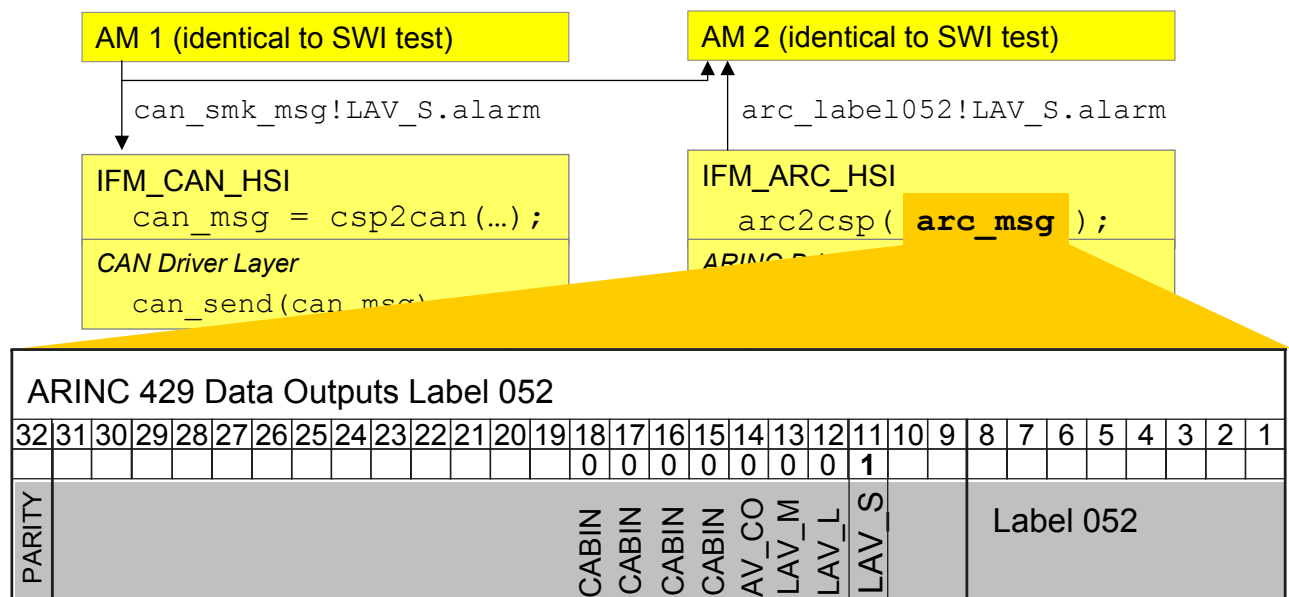 AM 1 (identical to SWI test)
AM 2 (identical to SWI test)
can_smk_msg!LAV_S.alarm
arc_label052!LAV_S.alarm
IFM_CAN_HSI
can_msg = csp2can(…);
IFM_ARC_HSI
arc2csp( arc_msg );
CAN Driver Layer
can_send(can_msg)
ARINC
ARINC 429 Data Outputs Label 052
32 31 30 29 28 27 26 25 24 23 22 21 20 19 18 17 16 15 14 13 12 11 10 9 8 7 6 5 4 3 2 1
0 0 0 0 0 0 0 1
PARITY
CABIN
CABIN
CABIN
CABIN
AV_CO
LAV_M
LAV_L
LAV_S
Label 052